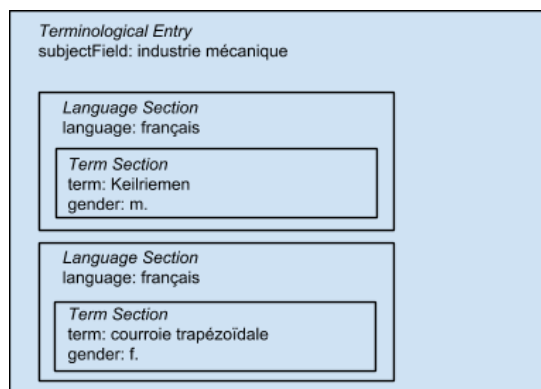 Terminological Entry
subjectField: industrie mécanique
Language Section
language: français
Term Section
term: Keilriemen
gender: m.
Language Section
language: français
Term Section
term: courroie trapézoïdale
gender: f.